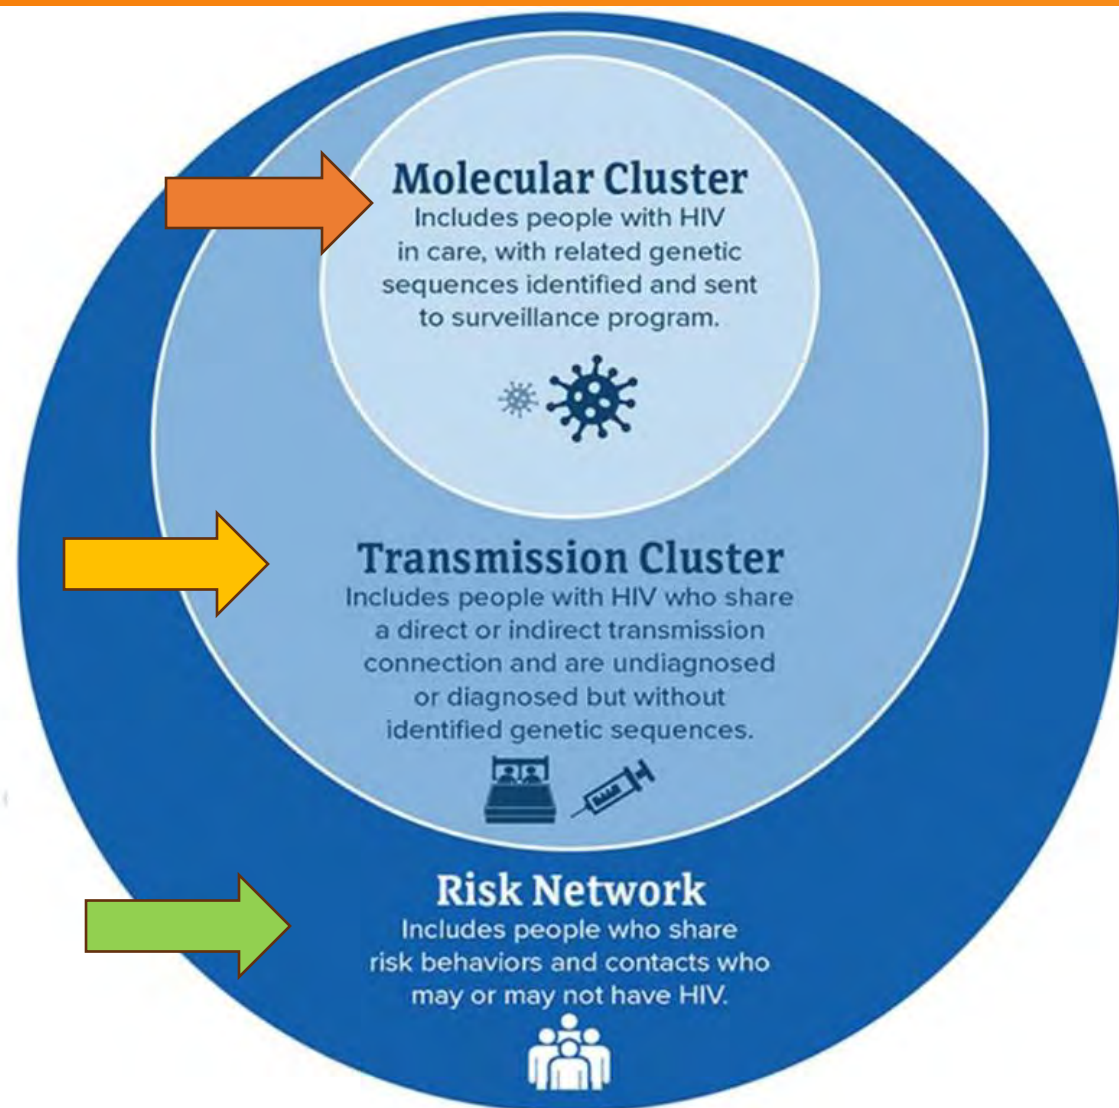 Molecular Cluster
Includes people with HIV
in care, with related genetic
sequences identified and sent
to surveillance program.
Transmission Cluster
Includes people with HIV who share
a direct or indirect transmission
connection and are undiagnosed
or diagnosed but without
identified genetic sequences.
Risk Network
Includes people who share
risk behaviors and contacts who
may or may not have HIV.